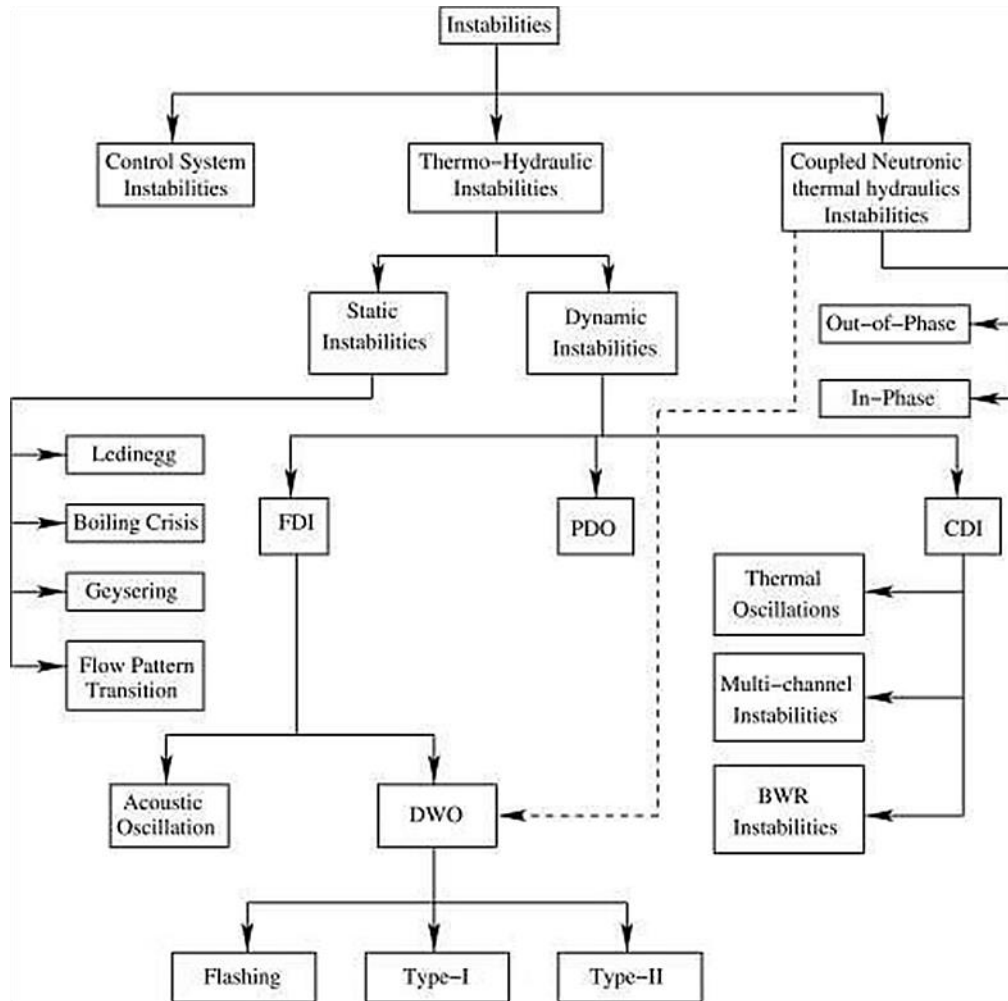 Instabilities
Control System
Instabilities
Thermo-Hydraulic
Instabilities
Coupled Neutronic
thermal hydraulics
Instabilities
Static
Instabilities
Dynamic
Instabilities
Out-of-Phase
In-Phase
Ledinegg
Boiling Crisis
Geysering
Flow Pattern
Transition
FDI
PDO
CDI
Thermal
Oscillations
Multi-channel
Instabilities
BWR
Instabilities
Acoustic
Oscillation
DWO
Flashing
Type-I
Type-II